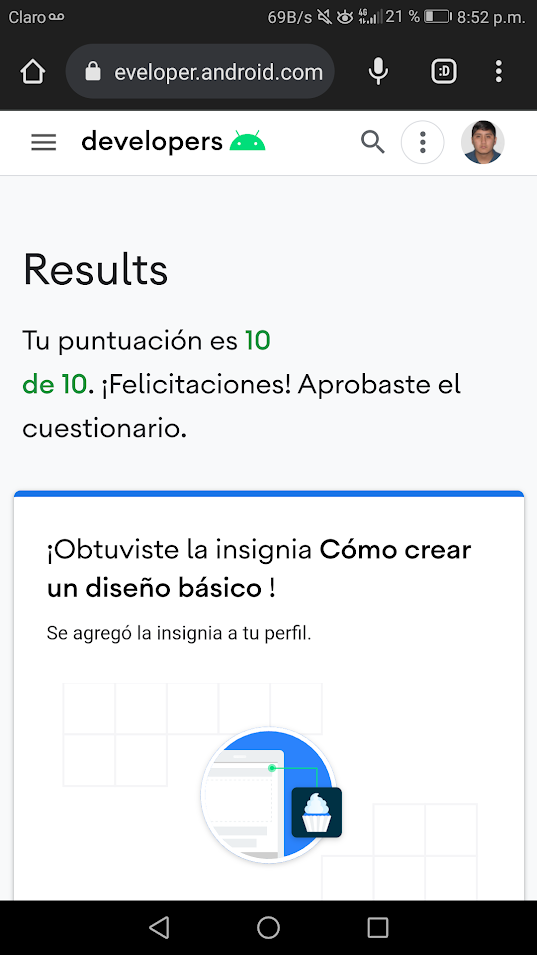 Claro
69B/s 4G 21 % 8:52 p.m.
eveloper.android.com
:D
developers
Results
Tu puntuación es 10
de 10. ¡Felicitaciones! Aprobaste el
cuestionario.
¡Obtuviste la insignia Cómo crear
un diseño básico !
Se agregó la insignia a tu perfil.